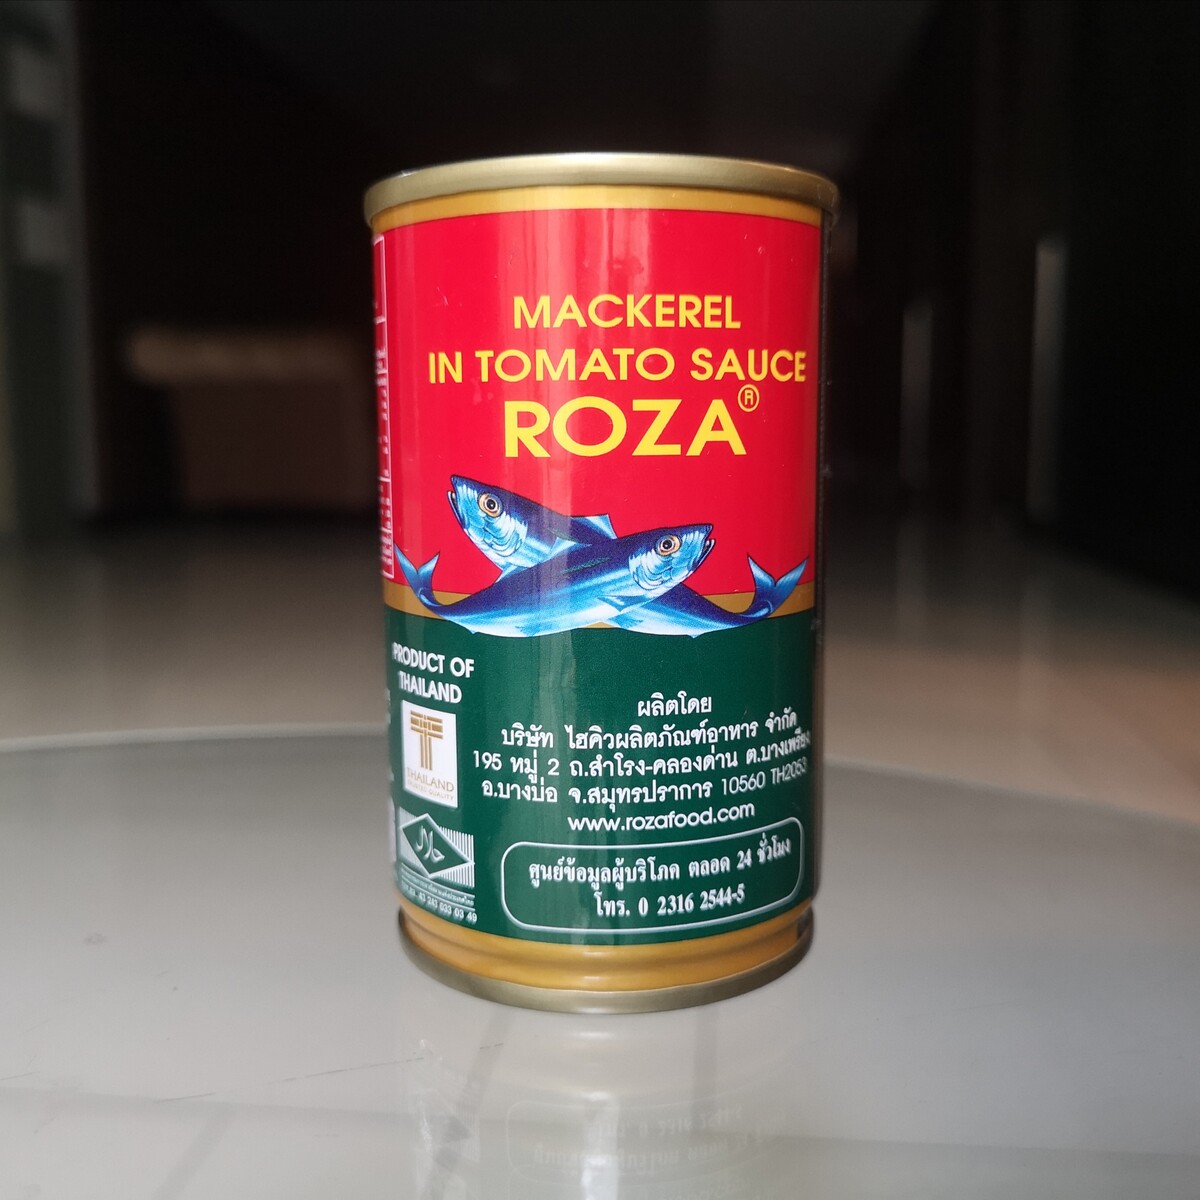 MACKEREL
IN TOMATO SAUCE
ROZA®
PRODUCT OF
THAILAND
THAILAND
ผลิตโดย
บริษัท ไฮคิวผลิตภัณฑ์อาหาร จำกัด
195 หมู่ 2 ถ.สำโรง-คลองด่าน ต.บางเพรียง
อ.บางบ่อ จ.สมุทรปราการ 10560 TH2053
www.rozafood.com
حلال
ศูนย์ข้อมูลผู้บริโภค ตลอด 24 ชั่วโมง
โทร. 0 2316 2544-5